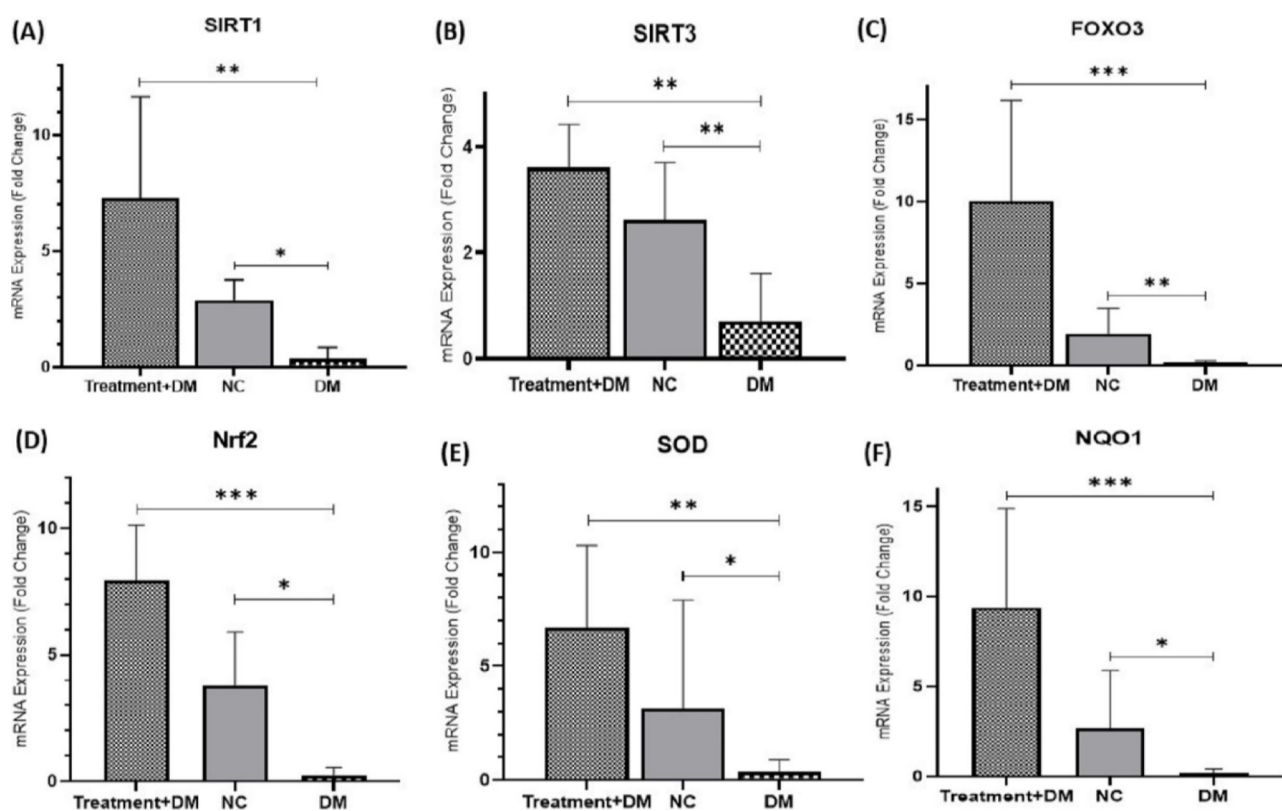 (A)
SIRT1
mRNA Expression (Fold Change)
10
5
0
**
*
Treatment+DM NC DM
(B)
SIRT3
mRNA Expression (Fold Change)
4
2
0
**
**
Treatment+DM NC DM
(C)
FOXO3
mRNA Expression (Fold Change)
15
10
5
0
***
**
Treatment+DM NC DM
(D)
Nrf2
mRNA Expression (Fold Change)
10
5
0
***
*
Treatment+DM NC DM
(E)
SOD
mRNA Expression (Fold Change)
10
5
0
**
*
Treatment+DM NC DM
(F)
NQO1
mRNA Expression (Fold Change)
15
10
5
0
***
*
Treatment+DM NC DM